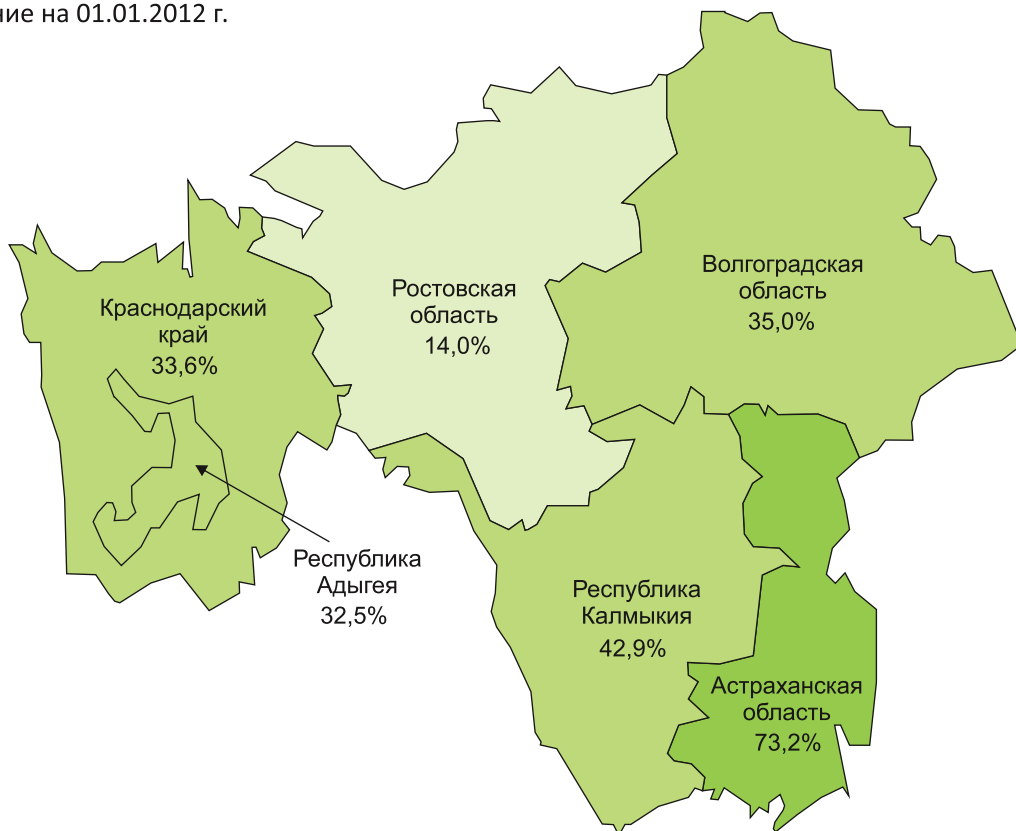 на 01.01.2012 г.
Волгоградская
область
35,0%
Ростовская
область
14,0%
Краснодарский
край
33,6%
Республика
Адыгея
32,5%
Республика
Калмыкия
42,9%
Астраханская
область
73,2%